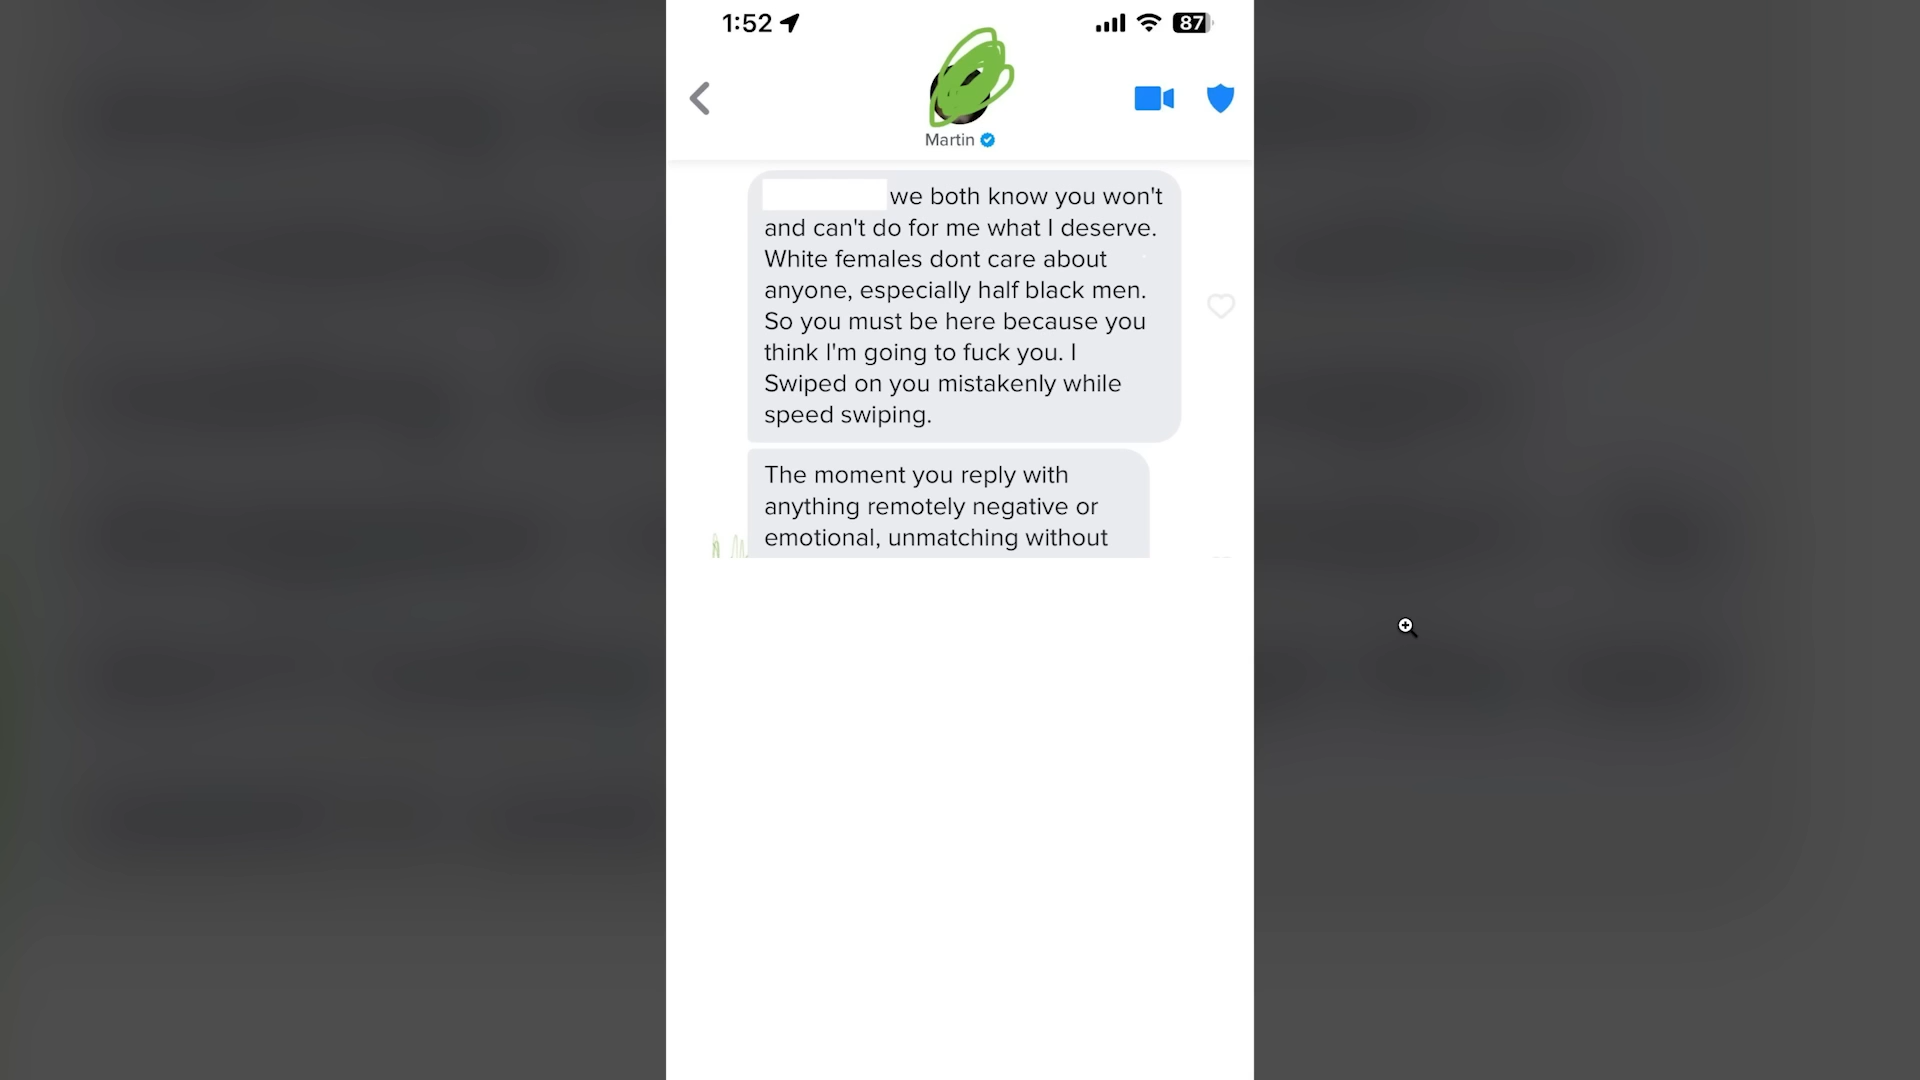 1:52
87
Martin
we both know you won't
and can't do for me what I deserve.
White females dont care about
anyone, especially half black men.
So you must be here because you
think I'm going to fuck you. I
Swiped on you mistakenly while
speed swiping.
The moment you reply with
anything remotely negative or
emotional, unmatching without